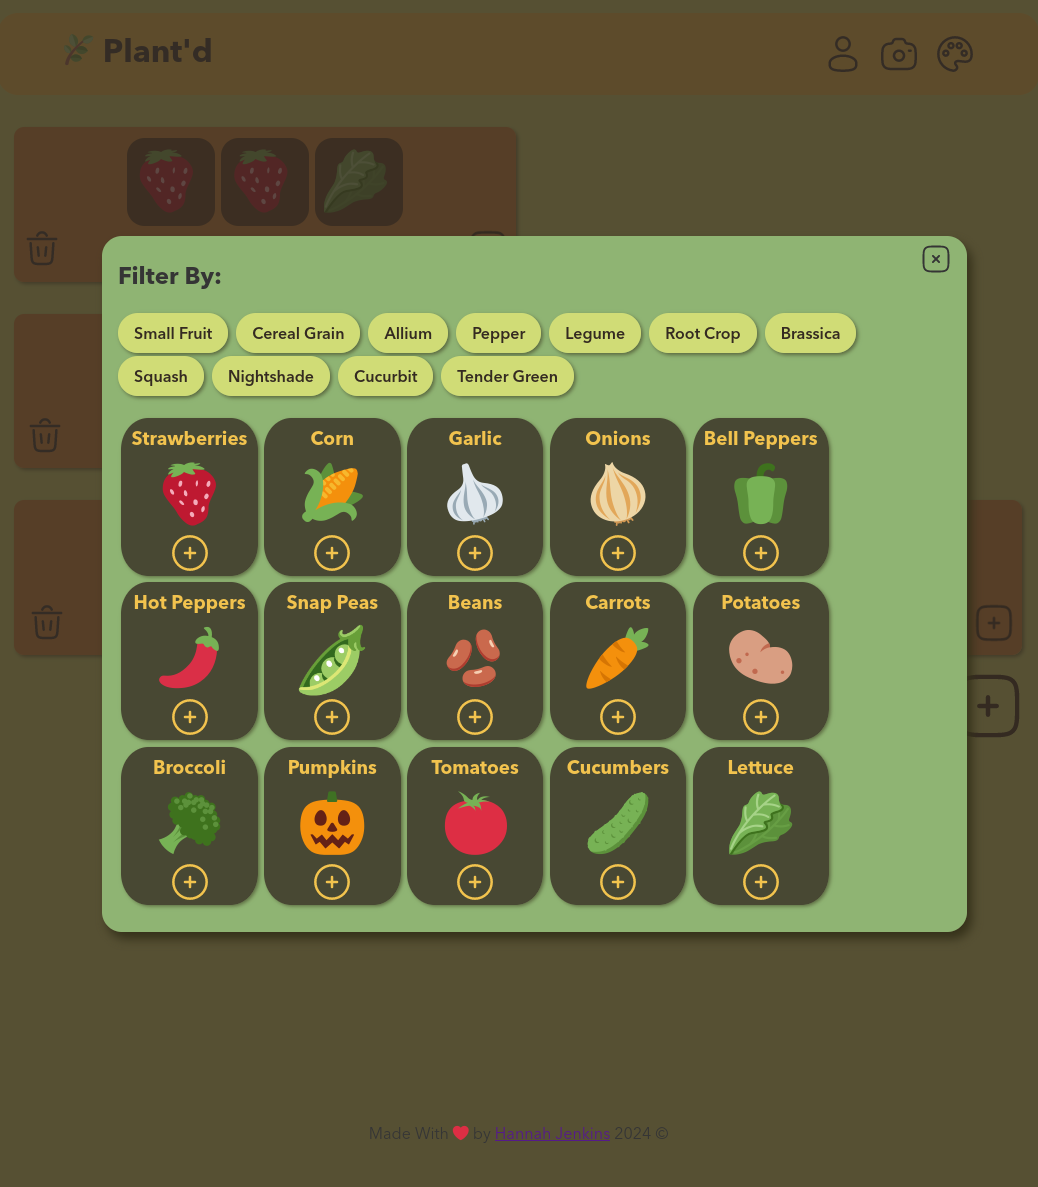 Plant'd
Filter By:
Small Fruit Cereal Grain Allium Pepper Legume Root Crop Brassica
Squash Nightshade Cucurbit Tender Green
Strawberries Corn Garlic Onions Bell Peppers
Hot Peppers Snap Peas Beans Carrots Potatoes
Broccoli Pumpkins Tomatoes Cucumbers Lettuce
Made With ❤️ by Hannah Jenkins 2024 ©